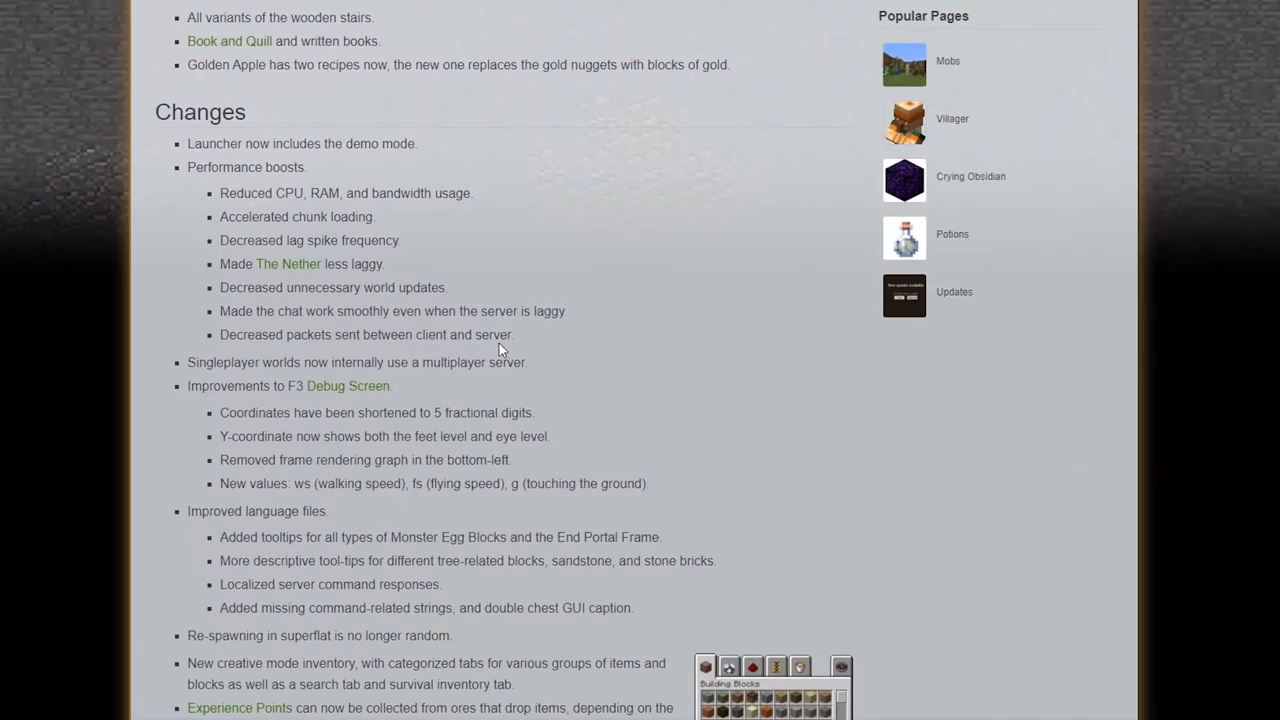 All variants of the wooden stairs.
Book and Quill and written books.
Golden Apple has two recipes now, the new one replaces the gold nuggets with blocks of gold.
Changes
Launcher now includes the demo mode.
Performance boosts.
Reduced CPU, RAM, and bandwidth usage.
Accelerated chunk loading.
Decreased lag spike frequency.
Made The Nether less laggy.
Decreased unnecessary world updates.
Made the chat work smoothly even when the server is laggy.
Decreased packets sent between client and server.
Singleplayer worlds now internally use a multiplayer server.
Improvements to F3 Debug Screen.
Coordinates have been shortened to 5 fractional digits.
Y-coordinate now shows both the feet level and eye level.
Removed frame rendering graph in the bottom-left.
New values: ws (walking speed), fs (flying speed), g (touching the ground).
Improved language files.
Added tooltips for all types of Monster Egg Blocks and the End Portal Frame.
More descriptive tool-tips for different tree-related blocks, sandstone, and stone bricks.
Localized server command responses.
Added missing command-related strings, and double chest GUI caption.
Re-spawning in superflat is no longer random.
New creative mode inventory, with categorized tabs for various groups of items and
blocks as well as a search tab and survival inventory tab.
Experience Points can now be collected from ores that drop items, depending on the
Building Blocks
Popular Pages
Mobs
Villager
Crying Obsidian
Potions
Updates